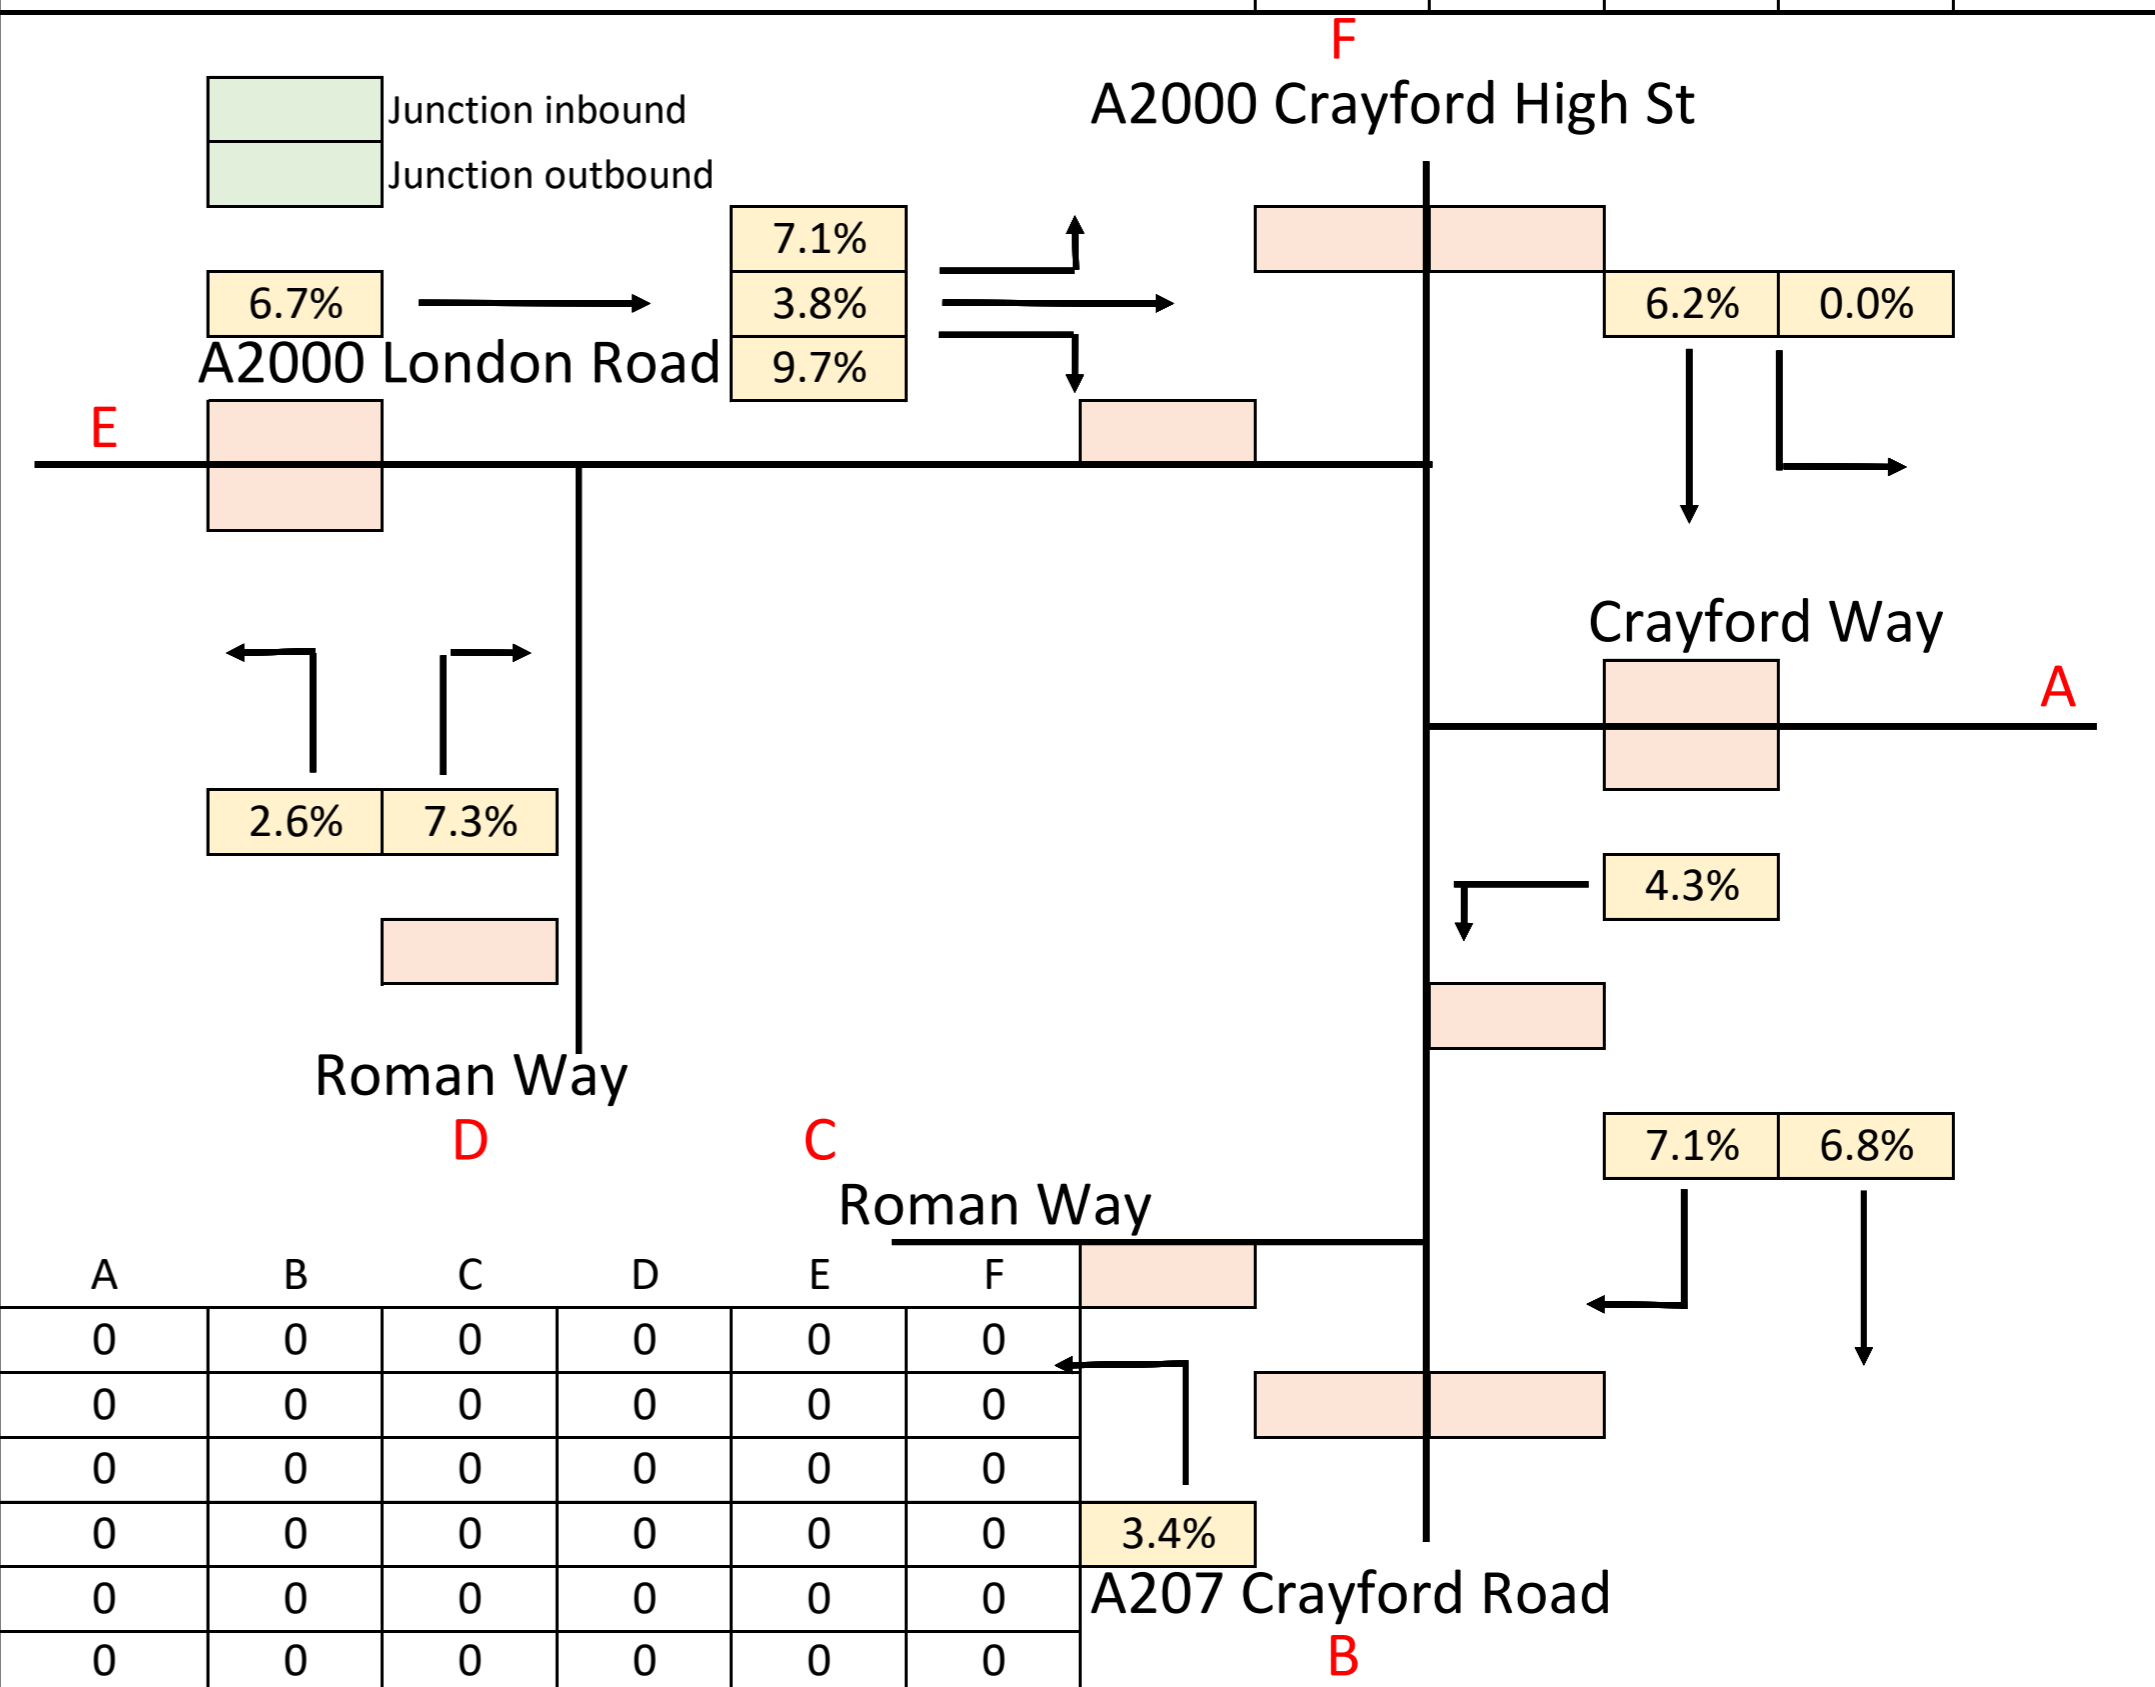 F
A2000 Crayford High St
Junction inbound
Junction outbound
7.1%
6.7%
3.8%
6.2% 0.0%
A2000 London Road
9.7%
E
Crayford Way
A
2.6% 7.3%
4.3%
Roman Way
D
C
7.1% 6.8%
Roman Way
A B C D E F
0 0 0 0 0 0
0 0 0 0 0 0
0 0 0 0 0 0
0 0 0 0 0 0
3.4%
0 0 0 0 0 0
A207 Crayford Road
0 0 0 0 0 0
B